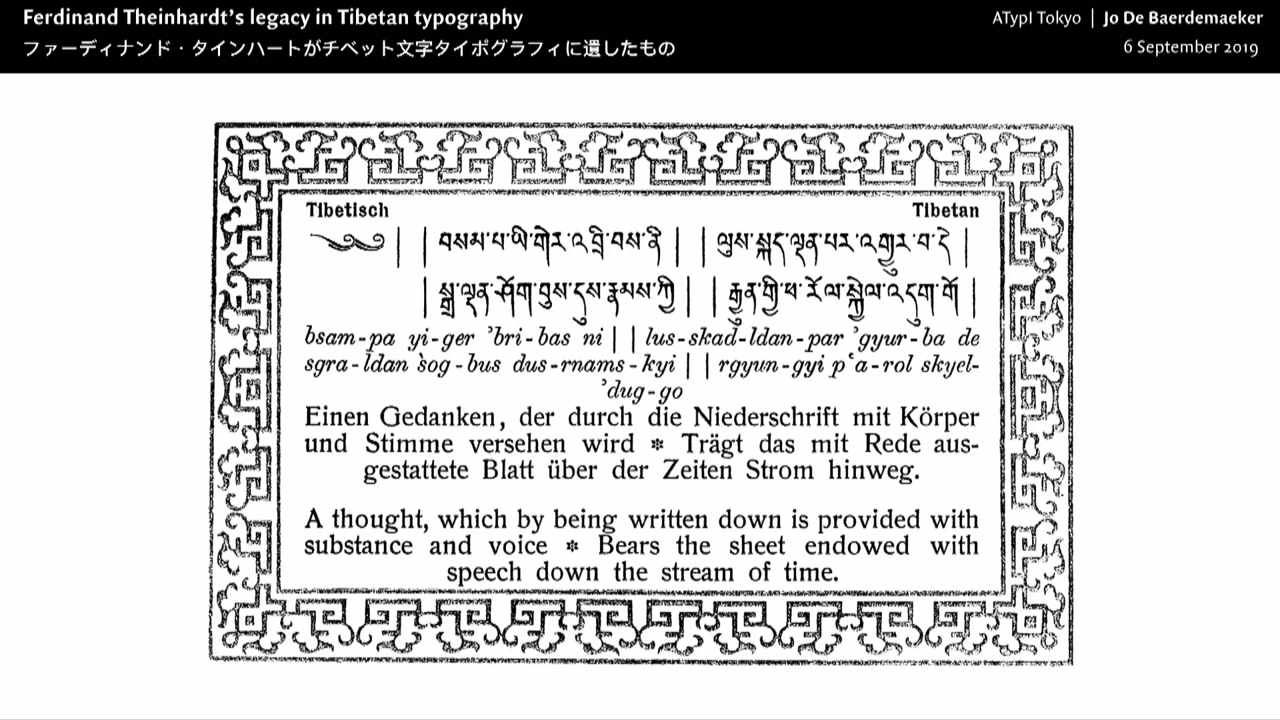 Ferdinand Theinhardt's legacy in Tibetan typography
ファーディナンド・タインハートがチベット文字タイポグラフィに遺したもの
ATypI Tokyo | Jo De Baerdemaeker
6 September 2019
Tibetisch
Tibetan
༄༅། །བསམ་པ་ཡི་གེར་འབྲི་བས་ནི། །ལུས་སྐད་ལྡན་པར་འགྱུར་བ་དེ།
།སྒྲ་ལྡན་ཤོག་བུས་དུས་རྣམས་ཀྱི། །རྒྱུན་གྱི་ཕ་རོལ་སྐྱེལ་འདུག་གོ།
bsam-pa yi-ger ’bri-bas ni | | lus-skad-ldan-par ’gyur-ba de
sgra-ldan šog-bus dus-rnams-kyi | | rgyun-gyi pʽa-rol skyel-
’dug-go
Einen Gedanken, der durch die Niederschrift mit Körper
und Stimme versehen wird * Trägt das mit Rede aus-
gestattete Blatt über der Zeiten Strom hinweg.
A thought, which by being written down is provided with
substance and voice * Bears the sheet endowed with
speech down the stream of time.